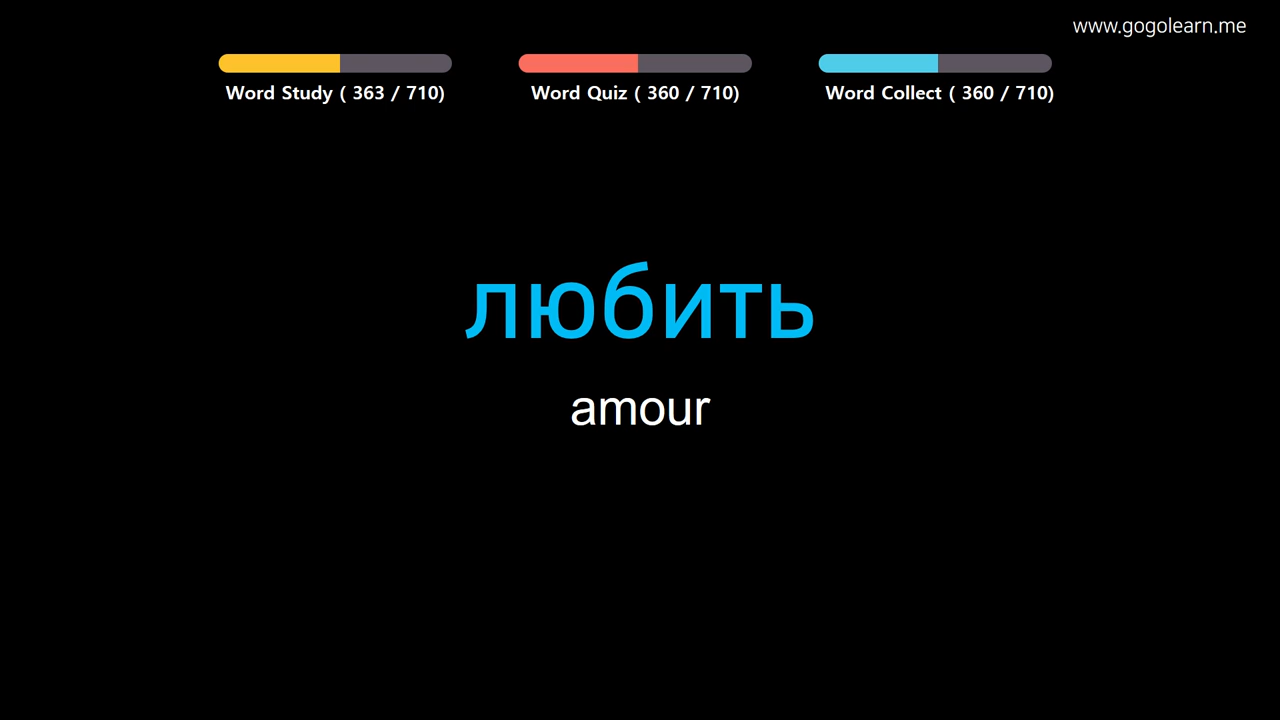 www.gogolearn.me
Word Study ( 363 / 710)
Word Quiz ( 360 / 710)
Word Collect ( 360 / 710)
любить
amour